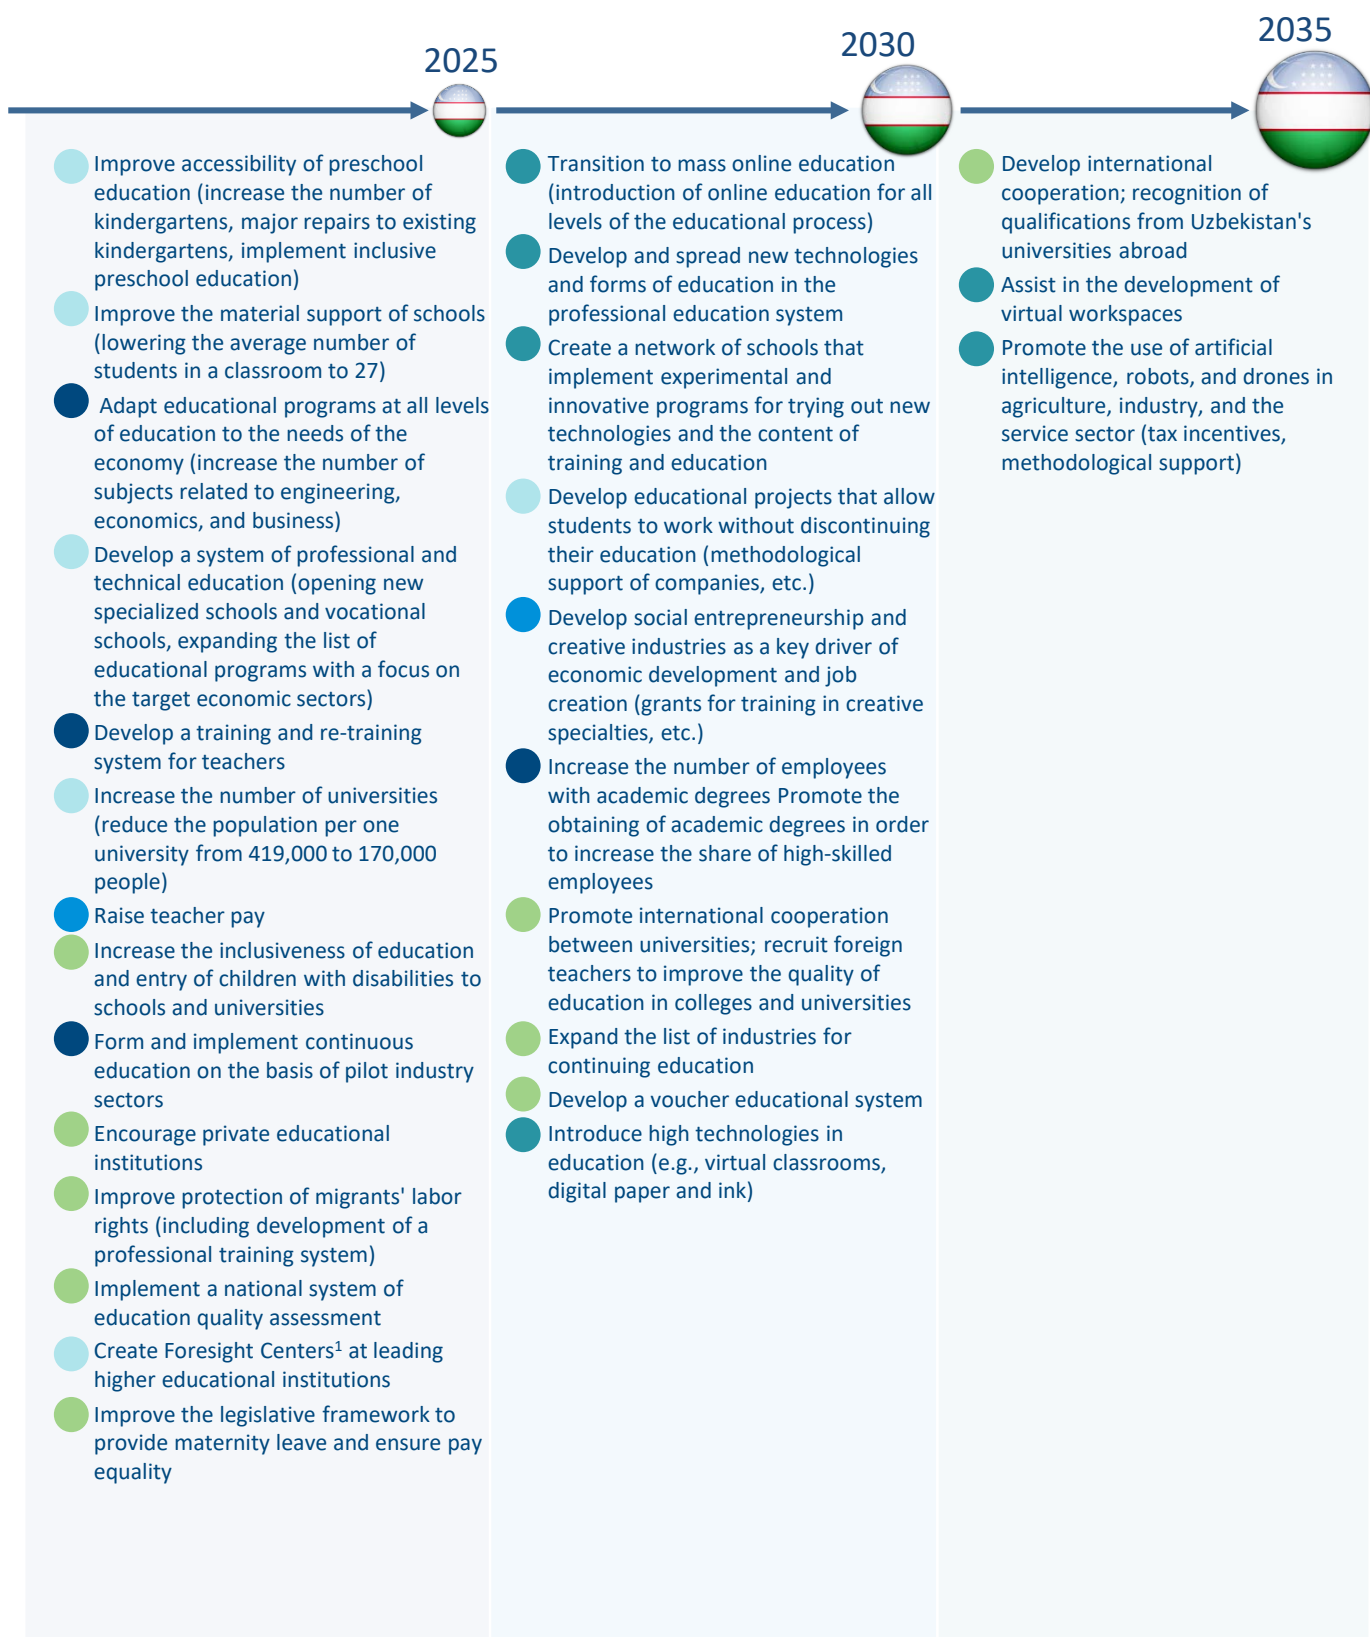 2025
Improve accessibility of preschool
education (increase the number of
kindergartens, major repairs to existing
kindergartens, implement inclusive
preschool education)
Improve the material support of schools
(lowering the average number of
students in a classroom to 27)
Adapt educational programs at all levels
of education to the needs of the
economy (increase the number of
subjects related to engineering,
economics, and business)
Develop a system of professional and
technical education (opening new
specialized schools and vocational
schools, expanding the list of
educational programs with a focus on
the target economic sectors)
Develop a training and re-training
system for teachers
Increase the number of universities
(reduce the population per one
university from 419,000 to 170,000
people)
Raise teacher pay
Increase the inclusiveness of education
and entry of children with disabilities to
schools and universities
Form and implement continuous
education on the basis of pilot industry
sectors
Encourage private educational
institutions
Improve protection of migrants' labor
rights (including development of a
professional training system)
Implement a national system of
education quality assessment
Create Foresight Centers¹ at leading
higher educational institutions
Improve the legislative framework to
provide maternity leave and ensure pay
equality
2030
Transition to mass online education
(introduction of online education for all
levels of the educational process)
Develop and spread new technologies
and forms of education in the
professional education system
Create a network of schools that
implement experimental and
innovative programs for trying out new
technologies and the content of
training and education
Develop educational projects that allow
students to work without discontinuing
their education (methodological
support of companies, etc.)
Develop social entrepreneurship and
creative industries as a key driver of
economic development and job
creation (grants for training in creative
specialties, etc.)
Increase the number of employees
with academic degrees Promote the
obtaining of academic degrees in order
to increase the share of high-skilled
employees
Promote international cooperation
between universities; recruit foreign
teachers to improve the quality of
education in colleges and universities
Expand the list of industries for
continuing education
Develop a voucher educational system
Introduce high technologies in
education (e.g., virtual classrooms,
digital paper and ink)
2035
Develop international
cooperation; recognition of
qualifications from Uzbekistan's
universities abroad
Assist in the development of
virtual workspaces
Promote the use of artificial
intelligence, robots, and drones in
agriculture, industry, and the
service sector (tax incentives,
methodological support)